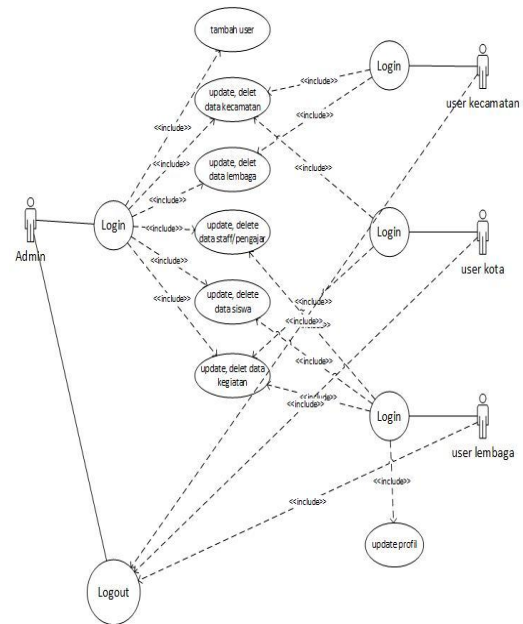 tambah user
Login
user kecamatan
<<include>>
update, delet
data kecamatan
<<include>>
<<include>>
<<include>>
update, delet
data lembaga
<<include>>
<<include>>
Admin
Login
<<include>>
update, delete
data staff/pengajar
Login
user kota
<<include>>
update, delete
data siswa
<<include>>
<<include>>
<<include>>
update, delet data
kegiatan
<<include>>
<<include>>
<<include>>
Login
user lembaga
<<include>>
<<include>>
update profil
Logout